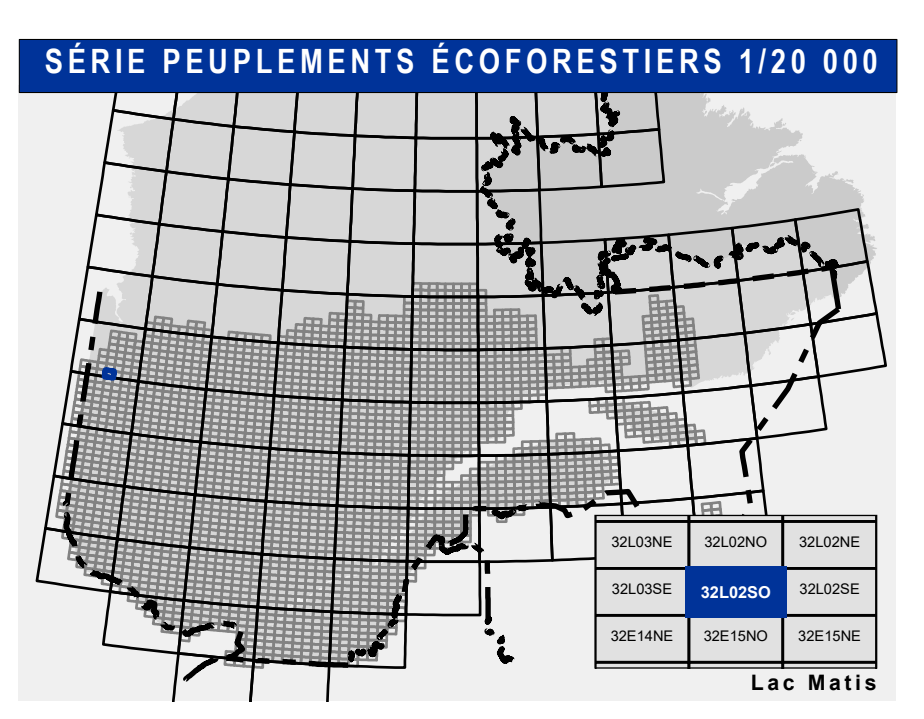 SÉRIE PEUPLEMENTS ÉCOFORESTIERS 1/20 000
32L03NE 32L02NO 32L02NE
32L03SE 32L02SO 32L02SE
32E14NE 32E15NO 32E15NE
Lac Matis